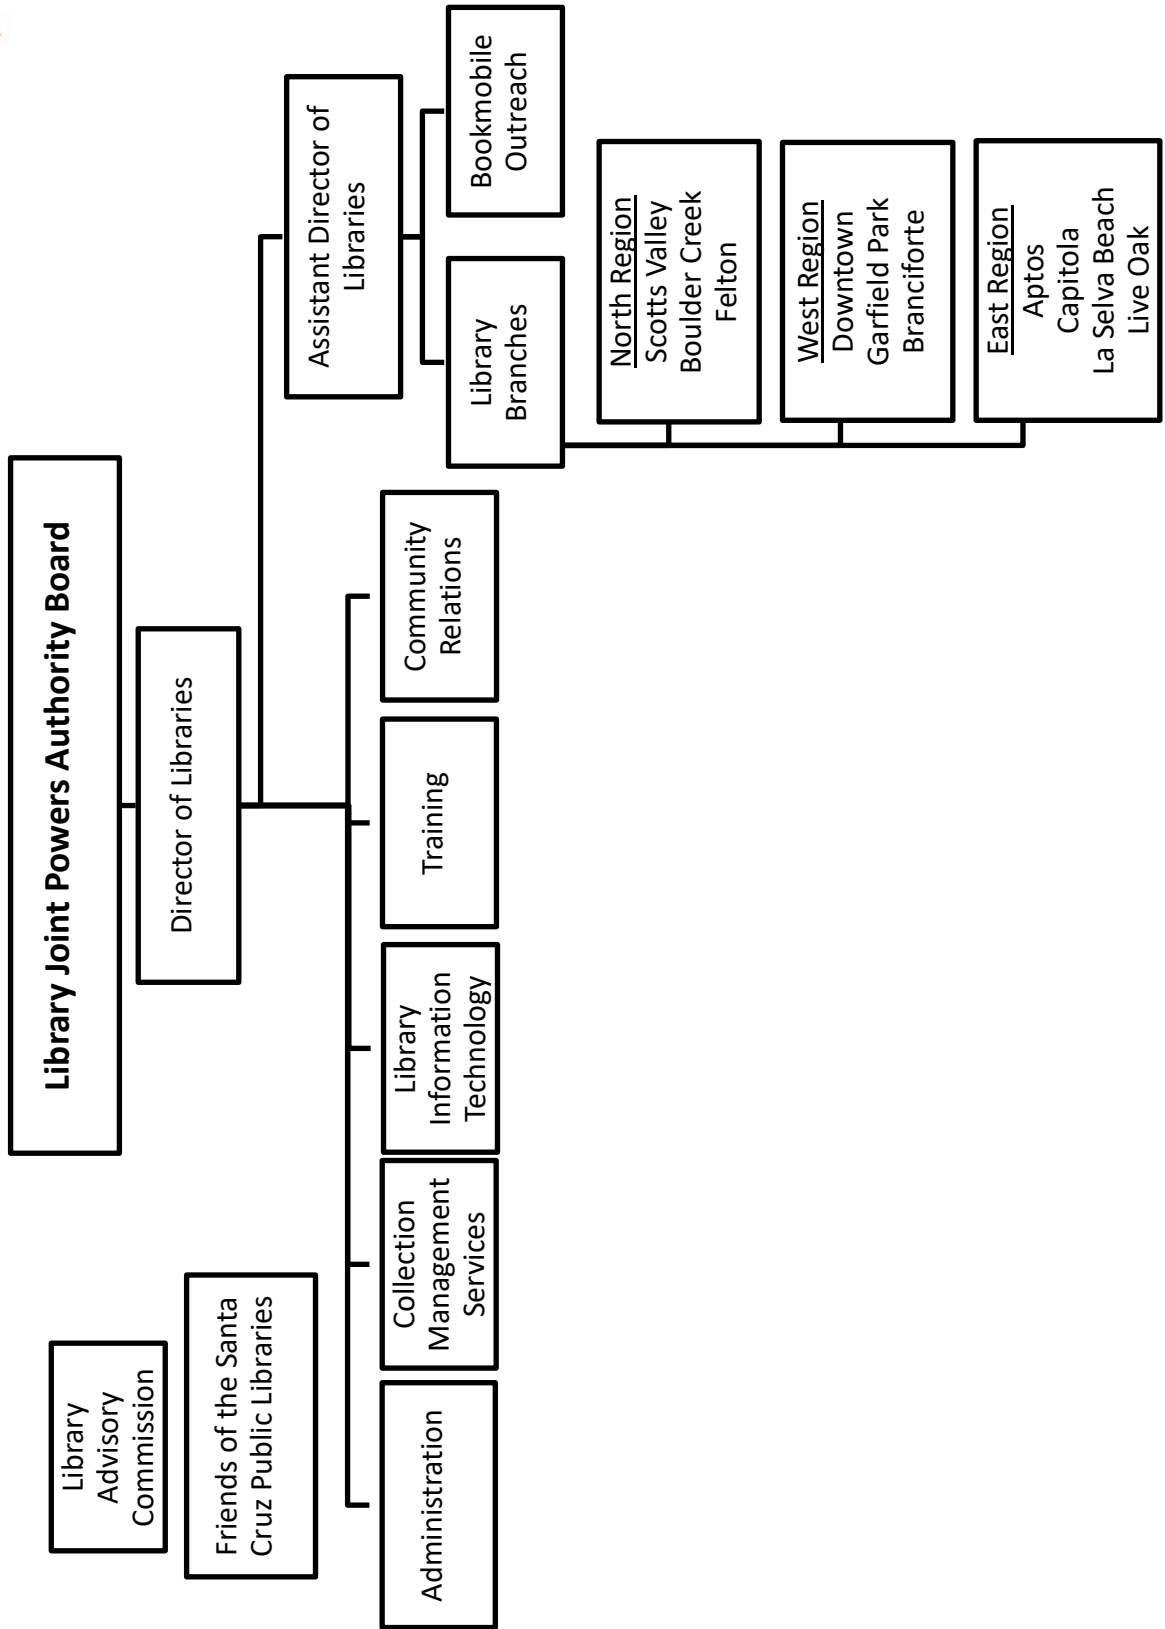 Library Joint Powers Authority Board
Library
Advisory
Commission
Friends of the Santa
Cruz Public Libraries
Director of Libraries
Assistant Director of
Libraries
Administration
Collection
Management
Services
Library
Information
Technology
Training
Community
Relations
Library
Branches
Bookmobile
Outreach
North Region
Scotts Valley
Boulder Creek
Felton
West Region
Downtown
Garfield Park
Branciforte
East Region
Aptos
Capitola
La Selva Beach
Live Oak